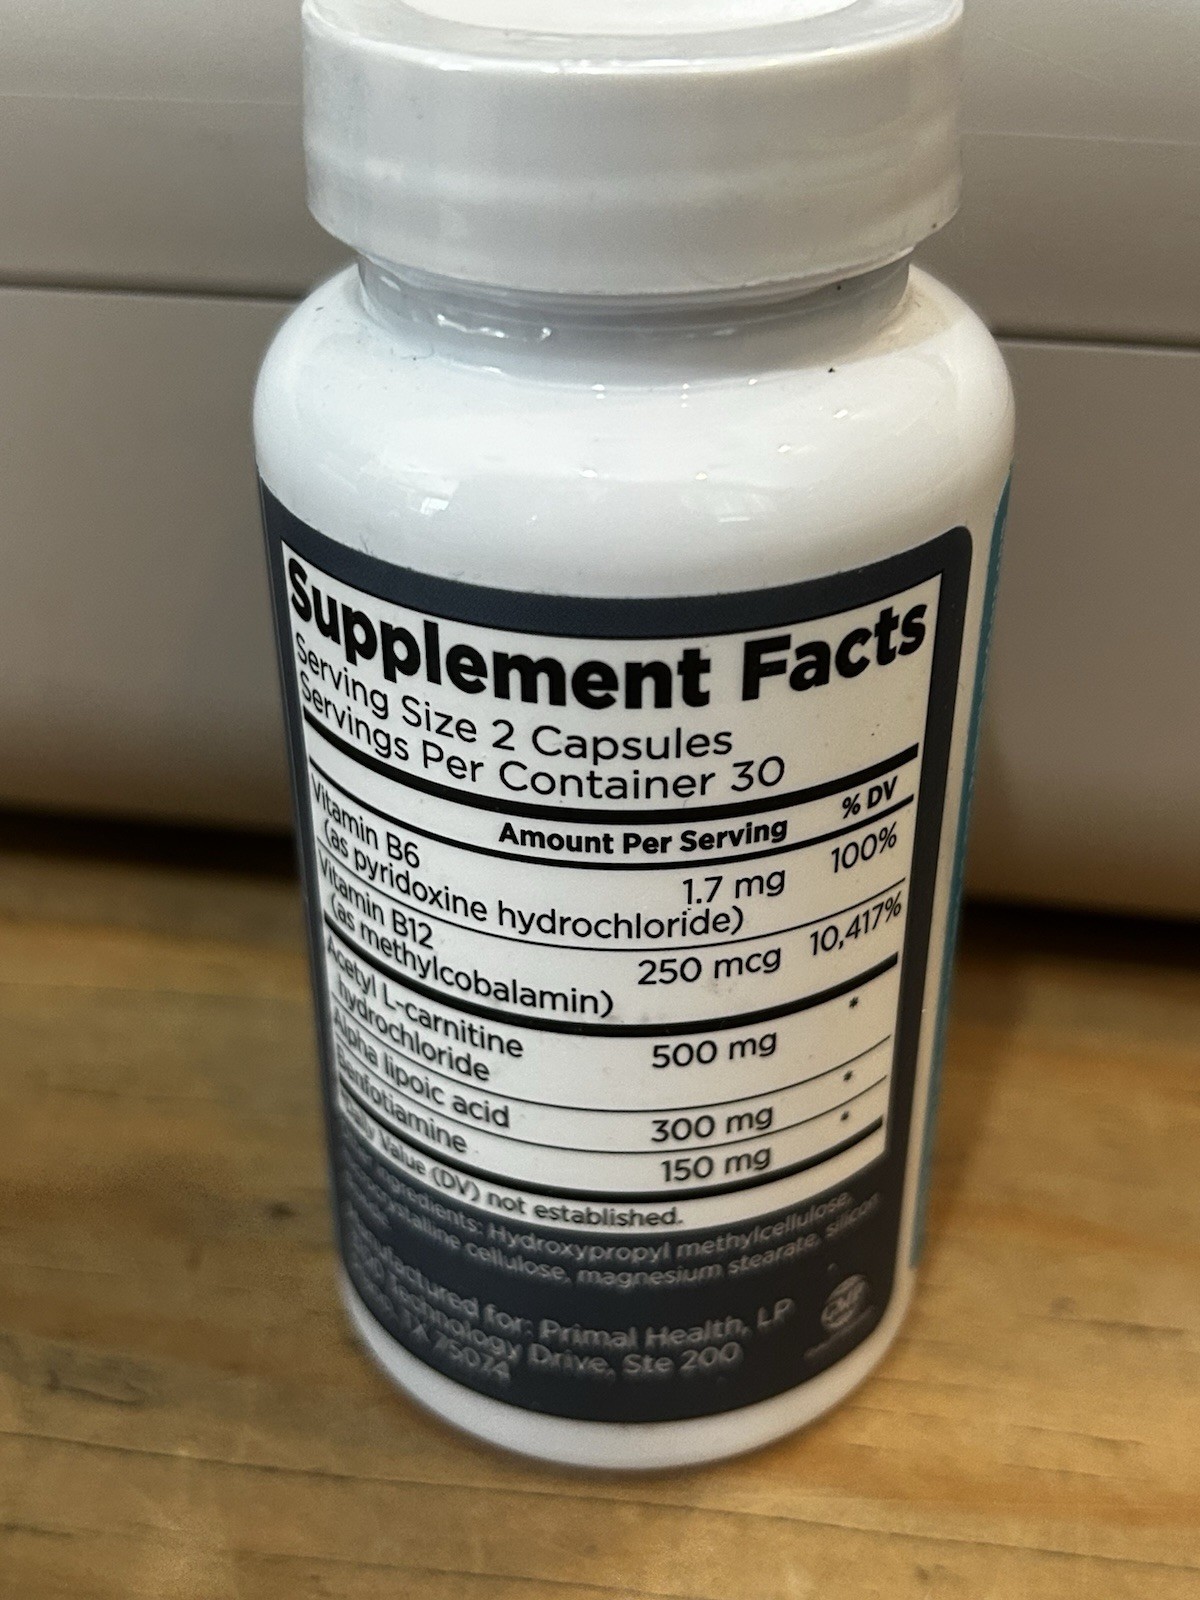 Supplement Facts
Serving Size 2 Capsules
Servings Per Container 30
Amount Per Serving % DV
Vitamin B6 1.7 mg 100%
(as pyridoxine hydrochloride)
Vitamin B12 250 mcg 10,417%
(as methylcobalamin)
Acetyl L-carnitine
hydrochloride 500 mg *
Alpha lipoic acid 300 mg *
Benfotiamine 150 mg *
Daily Value (DV) not established.
Ingredients: Hydroxypropyl methylcellulose,
cellulose, magnesium stearate, silicon
for: Primal Health, LP
Technology Drive, Ste 200
TX 75024